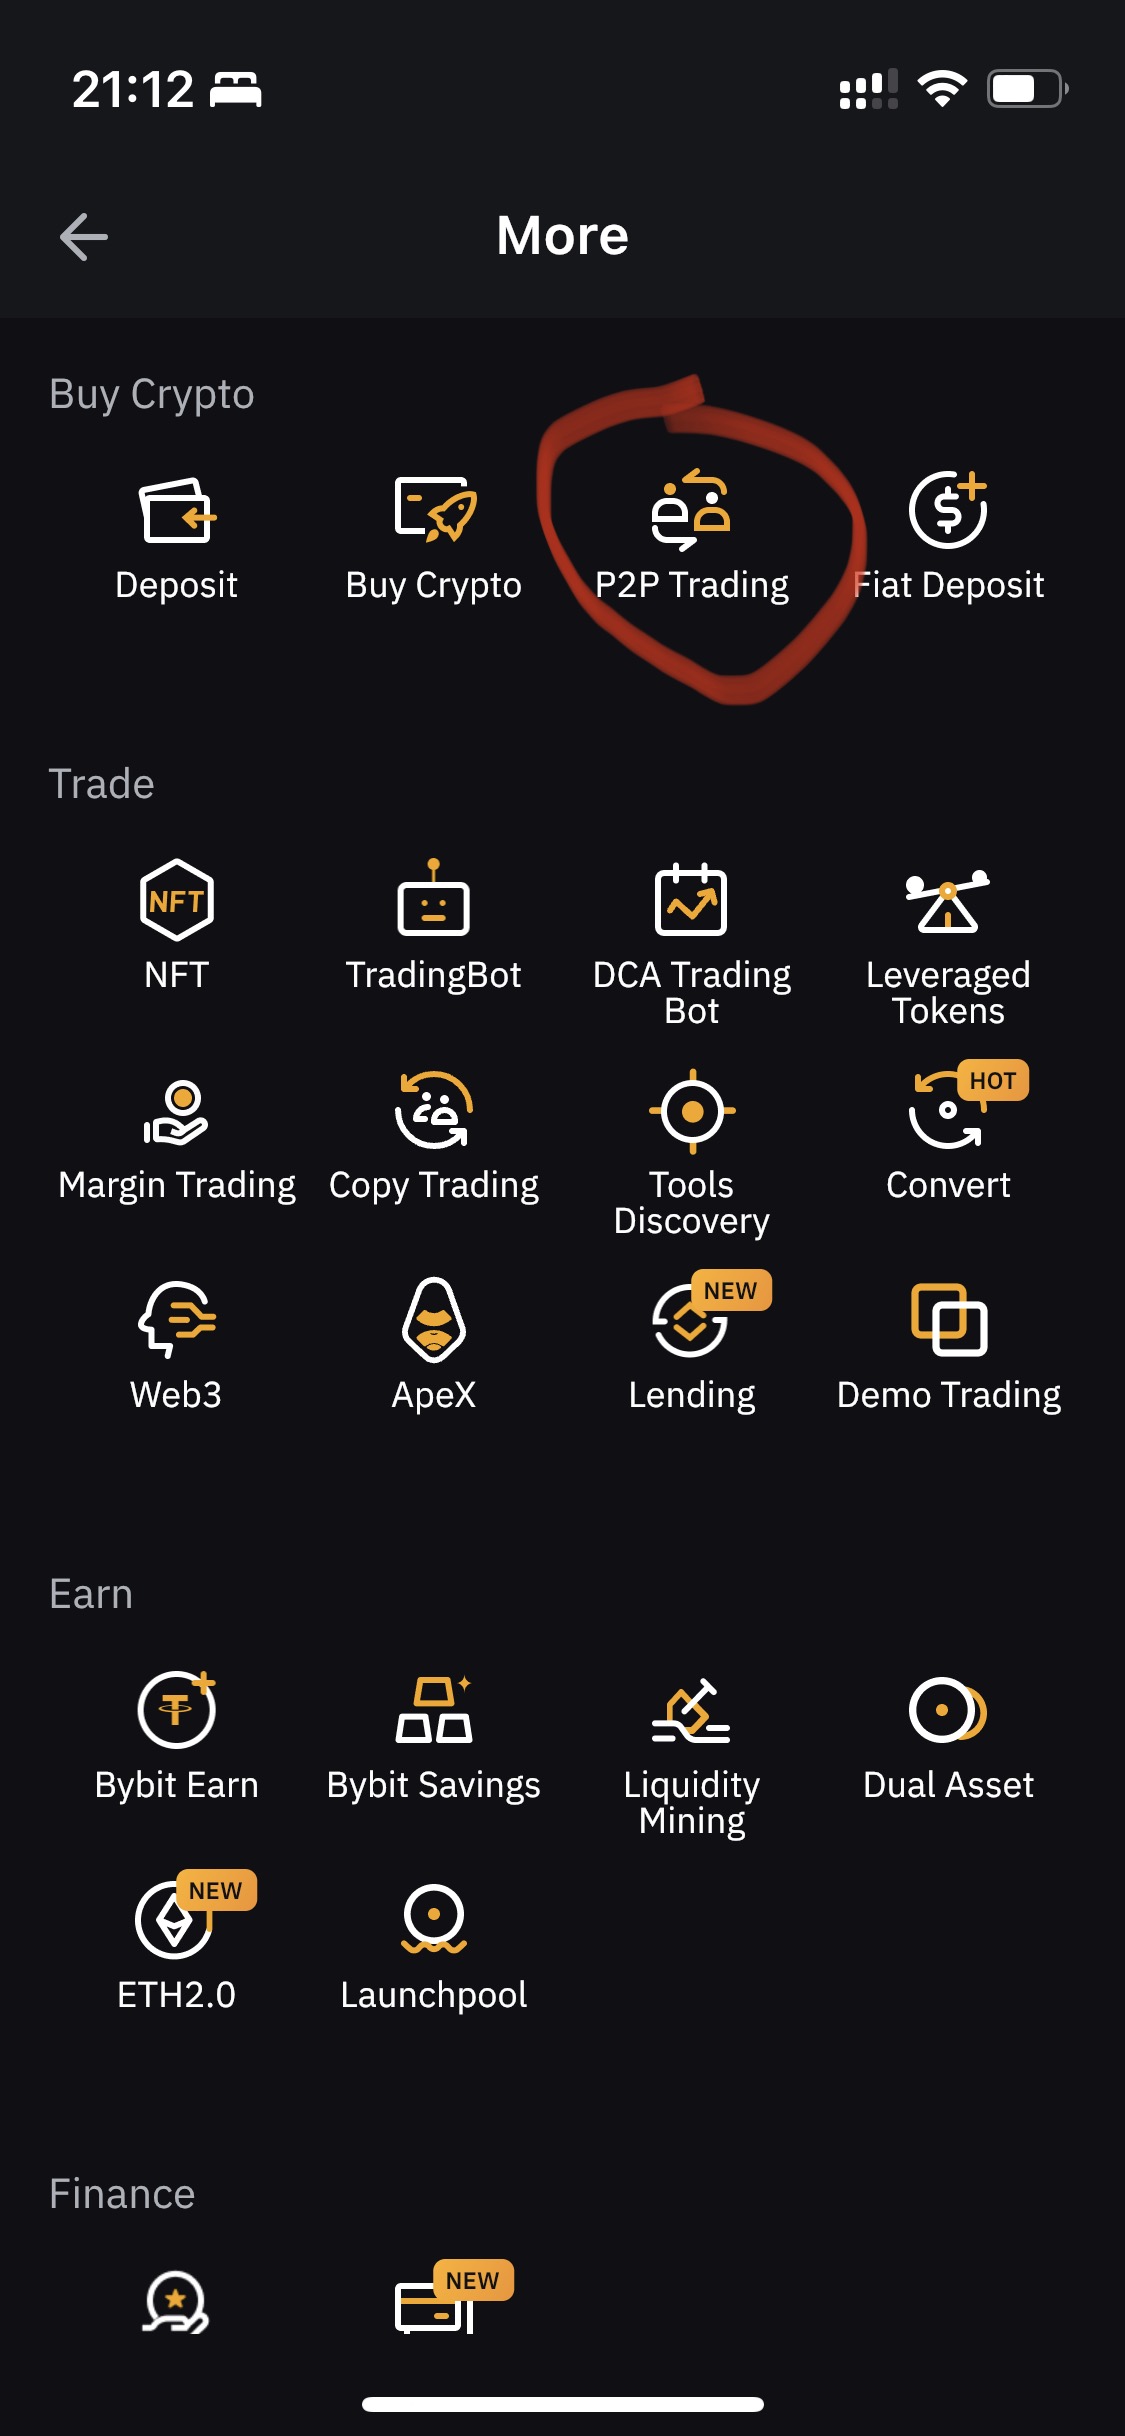 21:12
More
Buy Crypto
Deposit
Buy Crypto
P2P Trading
Fiat Deposit
Trade
NFT
NFT
TradingBot
DCA Trading
Bot
Leveraged
Tokens
Margin Trading
Copy Trading
Tools
Discovery
HOT
Convert
Web3
ApeX
NEW
Lending
Demo Trading
Earn
Bybit Earn
Bybit Savings
Liquidity
Mining
Dual Asset
NEW
ETH2.0
Launchpool
Finance
NEW